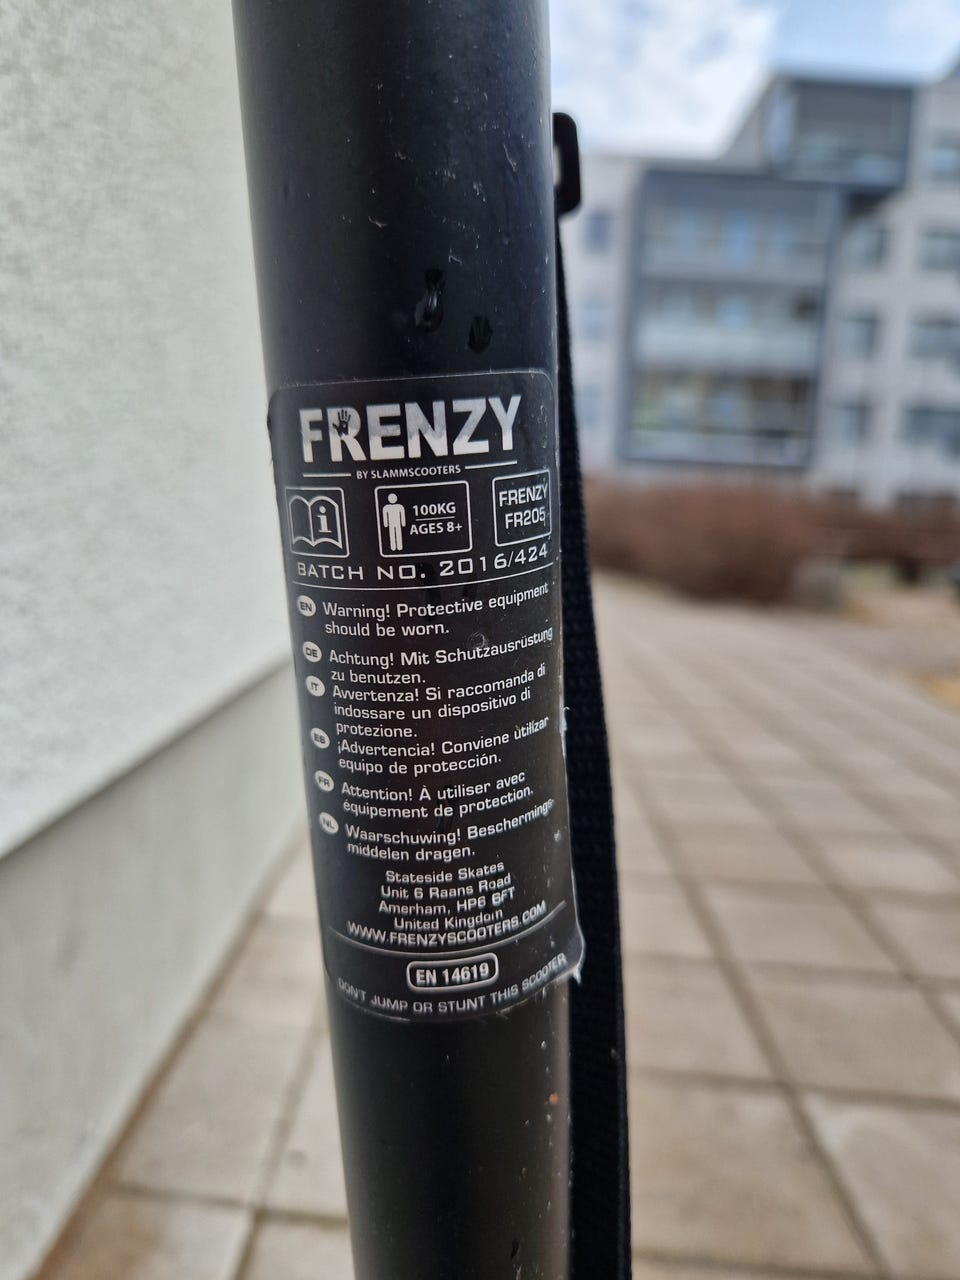 FRENZY
BY SLAMMSCOOTERS
i
100KG
AGES 8+
FRENZY
FR205
BATCH NO. 2016/424
EN Warning! Protective equipment
should be worn.
DE Achtung! Mit Schutzausrüstung
zu benutzen.
IT Avvertenza! Si raccomanda di
indossare un dispositivo di
protezione.
ES ¡Advertencia! Conviene utilizar
equipo de protección.
FR Attention! À utiliser avec
équipement de protection.
NL Waarschuwing! Beschermings-
middelen dragen.
Stateside Skates
Unit 6 Raans Road
Amerham, HP6 6FT
United Kingdom
WWW.FRENZYSCOOTERS.COM
EN 14619
DON'T JUMP OR STUNT THIS SCOOTER